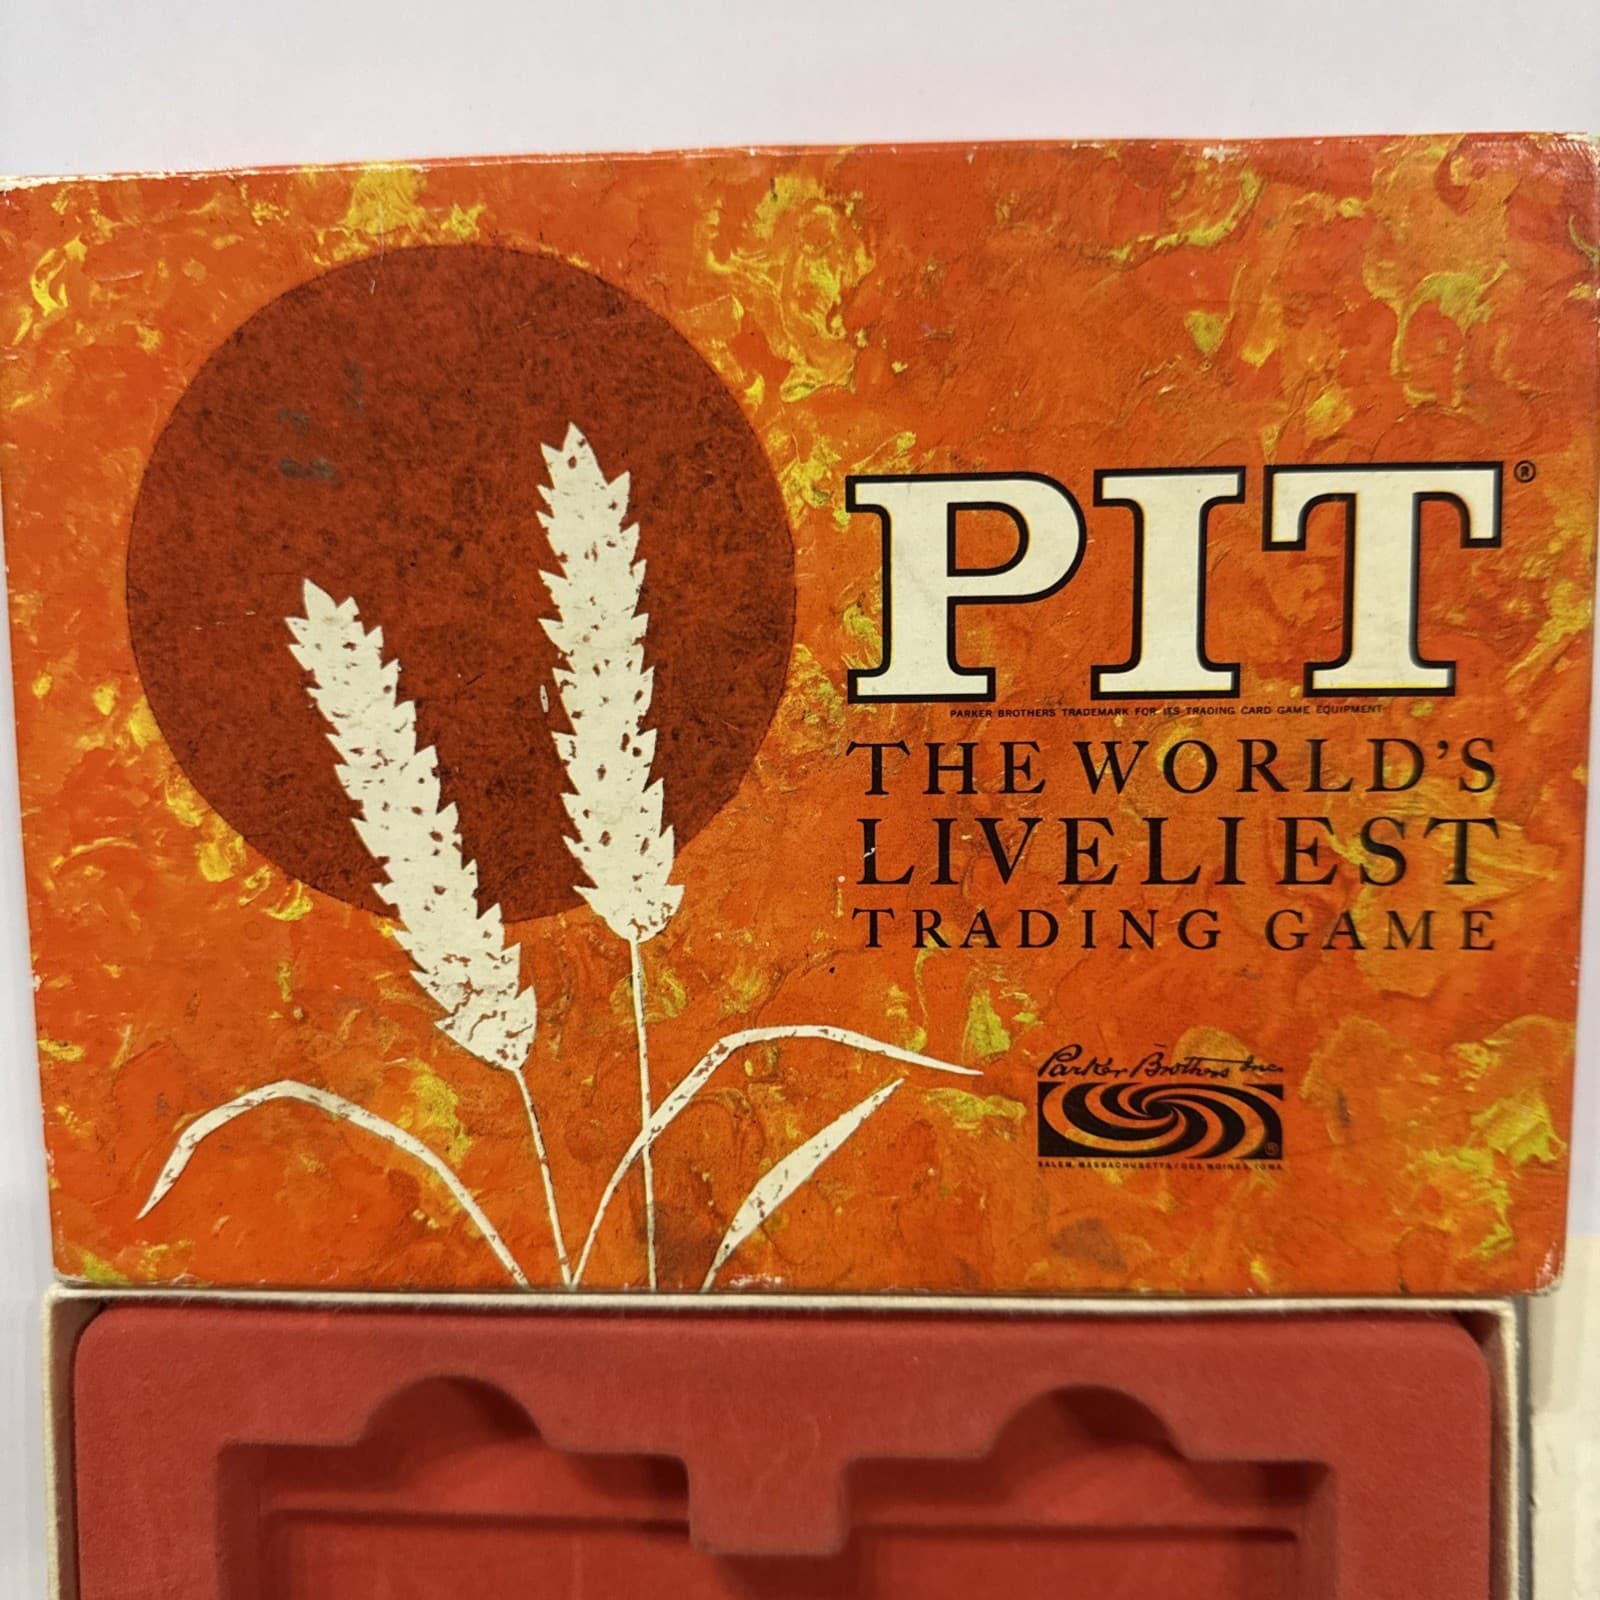 PIT®
PARKER BROTHERS TRADEMARK FOR ITS TRADING CARD GAME EQUIPMENT
THE WORLD'S
LIVELIEST
TRADING GAME
Parker Brothers Inc.
®
SALEM, MASSACHUSETTS / DES MOINES, IOWA